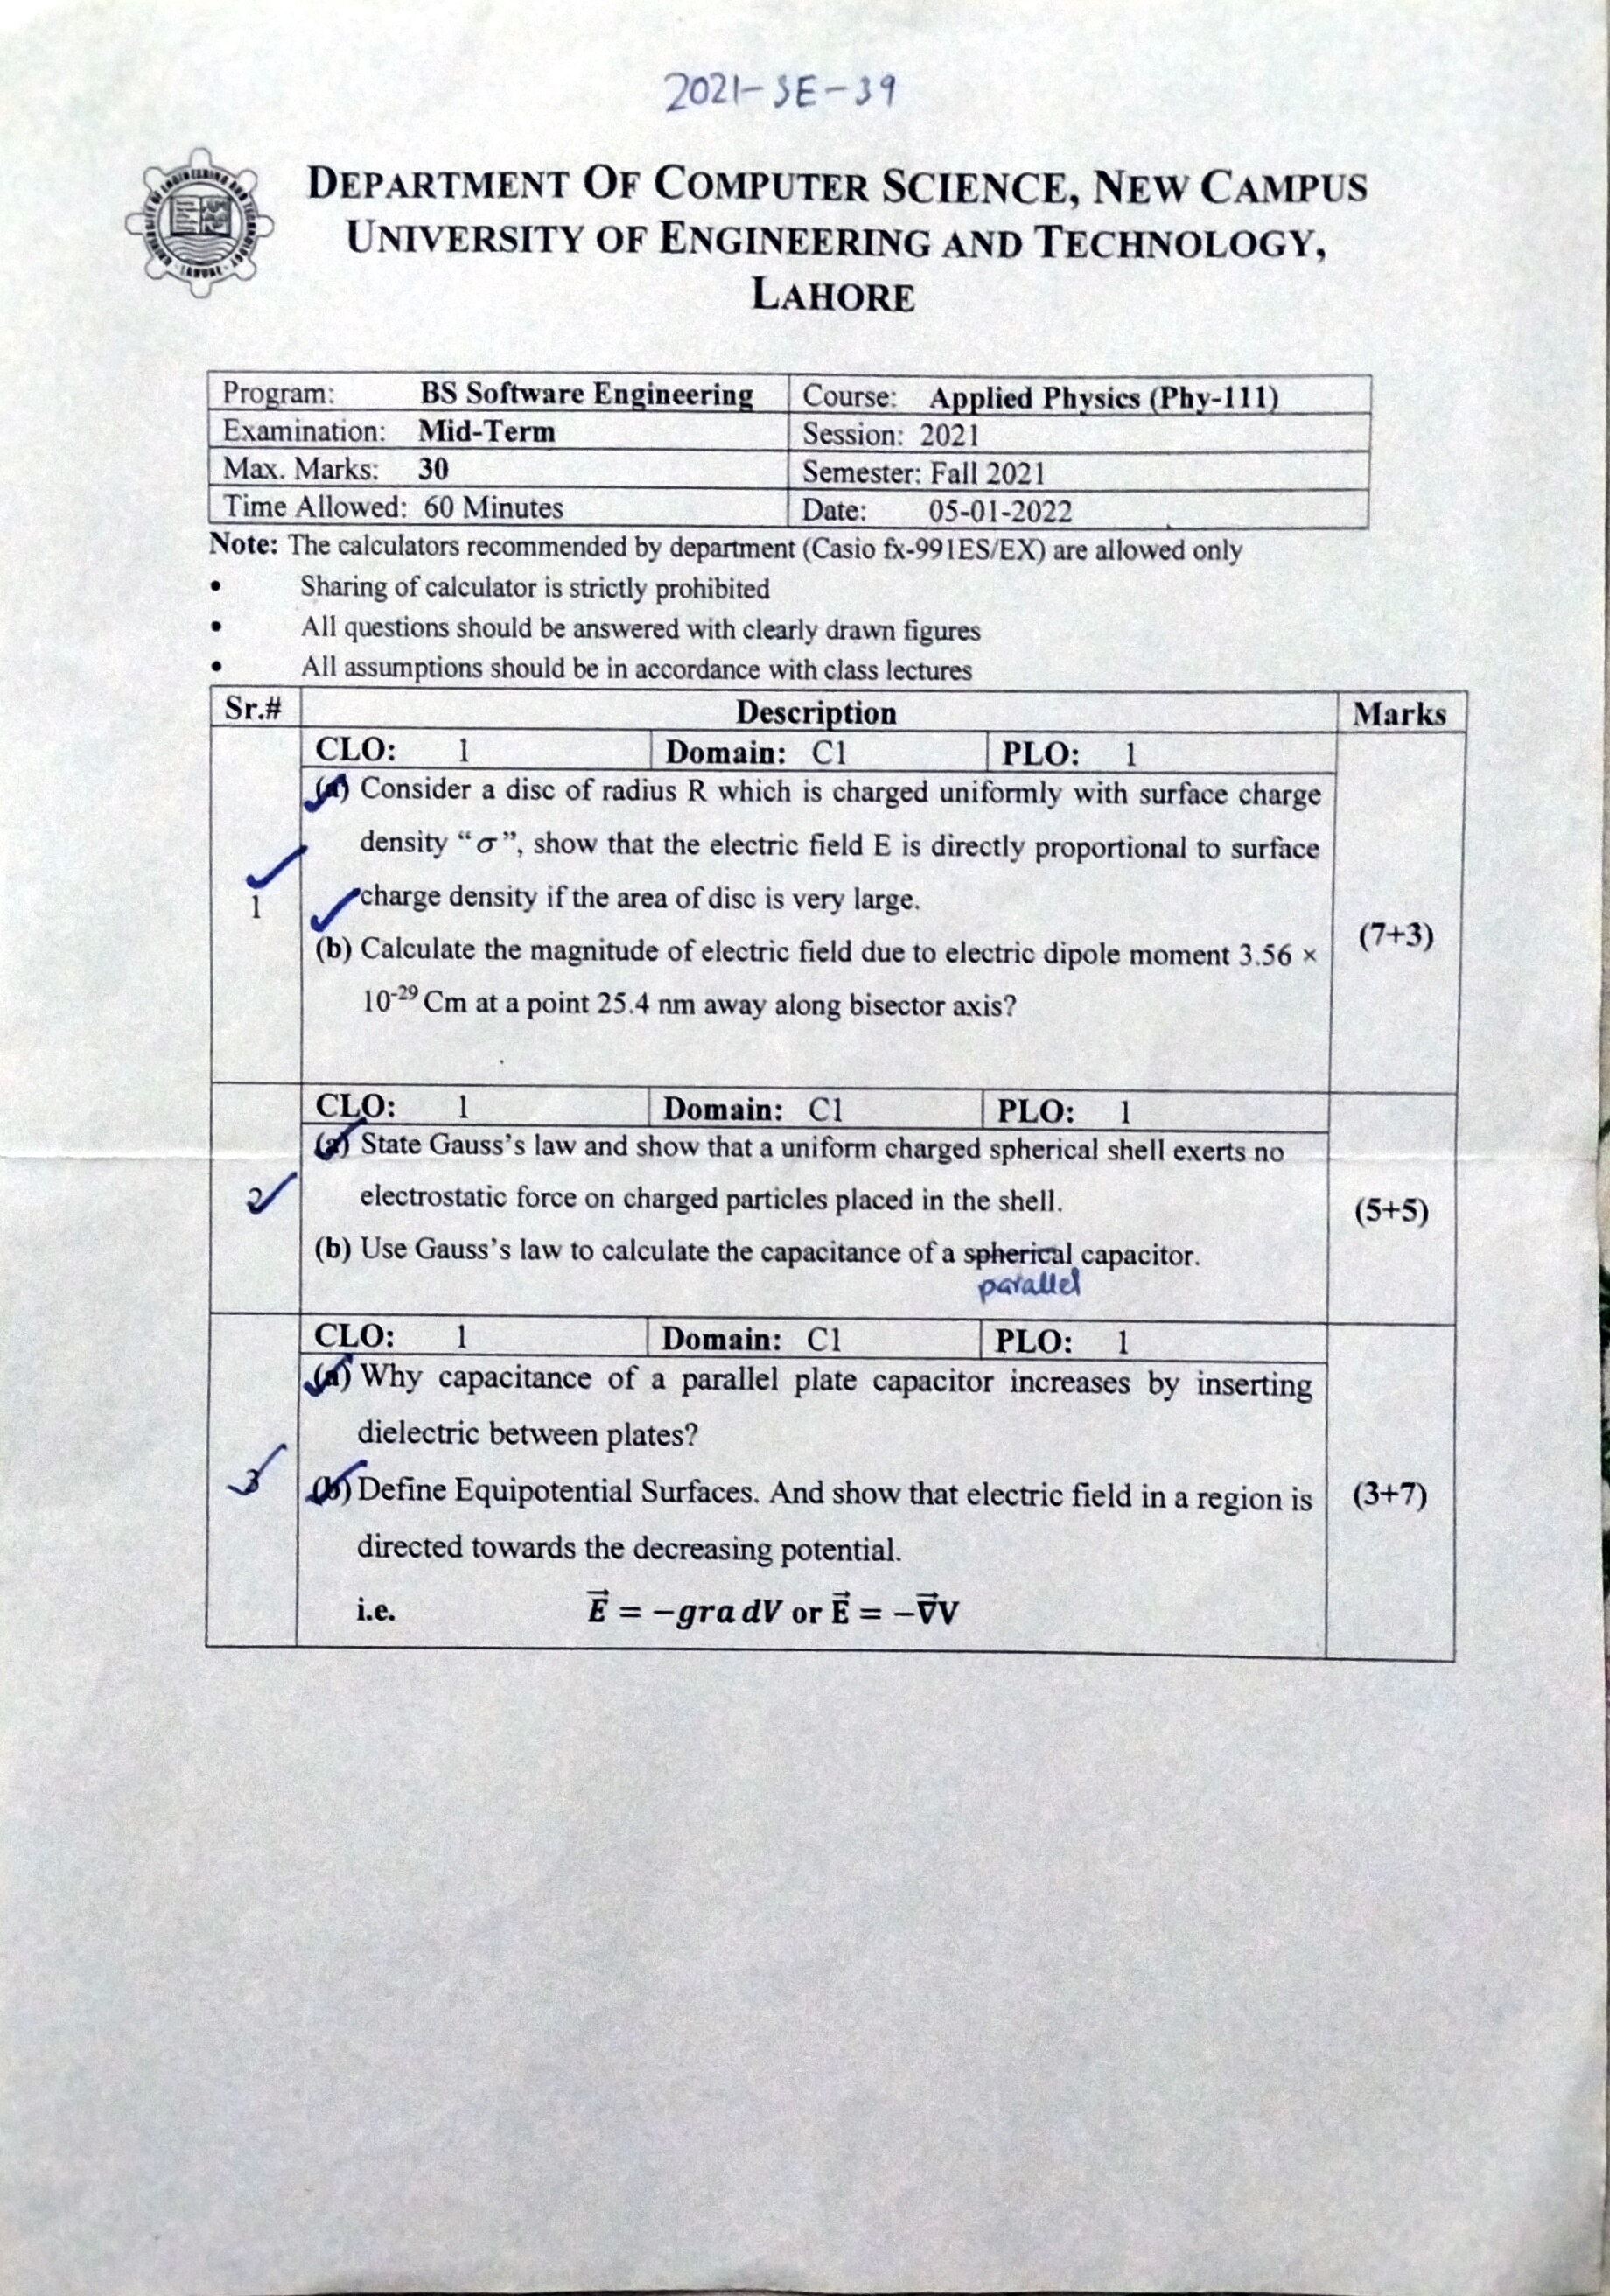 2021-SE-39
DEPARTMENT OF COMPUTER SCIENCE, NEW CAMPUS
UNIVERSITY OF ENGINEERING AND TECHNOLOGY,
LAHORE
Program: BS Software Engineering Course: Applied Physics (Phy-111)
Examination: Mid-Term Session: 2021
Max. Marks: 30 Semester: Fall 2021
Time Allowed: 60 Minutes Date: 05-01-2022
Note: The calculators recommended by department (Casio fx-991ES/EX) are allowed only
• Sharing of calculator is strictly prohibited
• All questions should be answered with clearly drawn figures
• All assumptions should be in accordance with class lectures
Sr.# Description Marks
CLO: 1 Domain: C1 PLO: 1
(a) Consider a disc of radius R which is charged uniformly with surface charge
density “σ”, show that the electric field E is directly proportional to surface
charge density if the area of disc is very large.
1 (7+3)
(b) Calculate the magnitude of electric field due to electric dipole moment 3.56 ×
10⁻²⁹ Cm at a point 25.4 nm away along bisector axis?
CLO: 1 Domain: C1 PLO: 1
(a) State Gauss's law and show that a uniform charged spherical shell exerts no
2 electrostatic force on charged particles placed in the shell. (5+5)
(b) Use Gauss's law to calculate the capacitance of a spherical capacitor.
parallel
CLO: 1 Domain: C1 PLO: 1
(a) Why capacitance of a parallel plate capacitor increases by inserting
dielectric between plates?
3 (b) Define Equipotential Surfaces. And show that electric field in a region is (3+7)
directed towards the decreasing potential.
i.e. E⃗ = −gradV or E⃗ = −∇⃗V